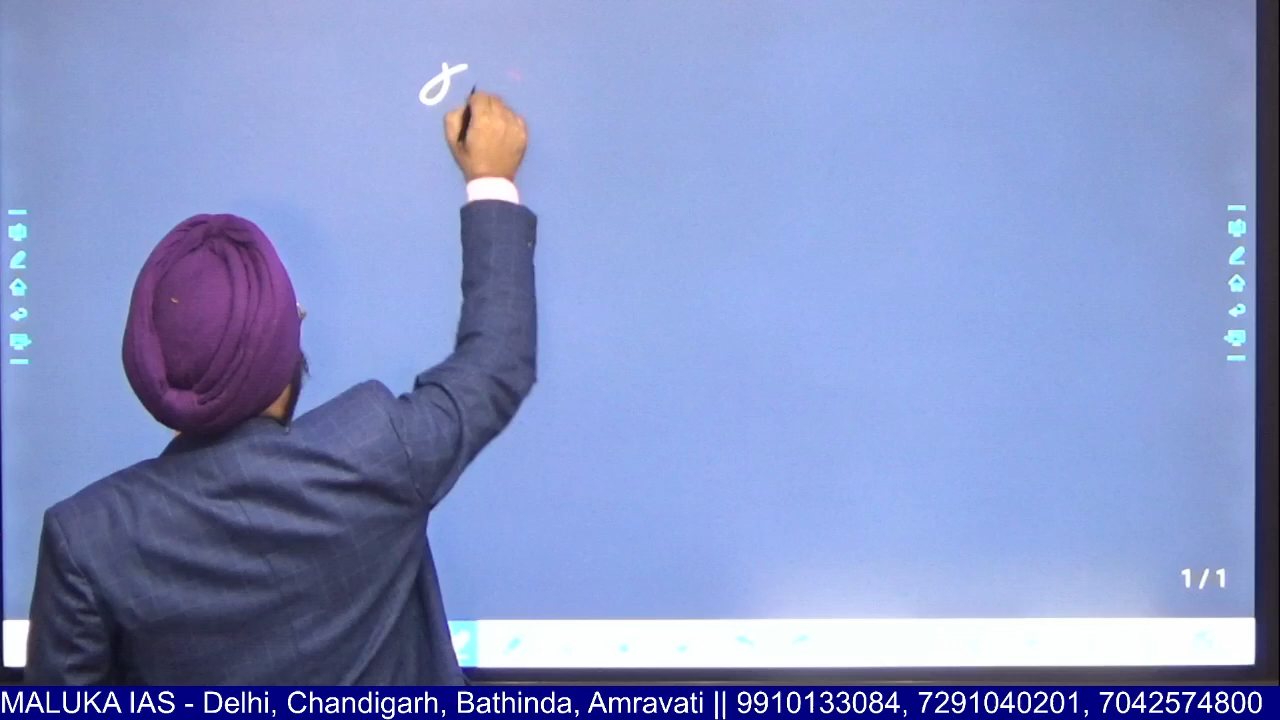 1/1
MALUKA IAS - Delhi, Chandigarh, Bathinda, Amravati || 9910133084, 7291040201, 7042574800